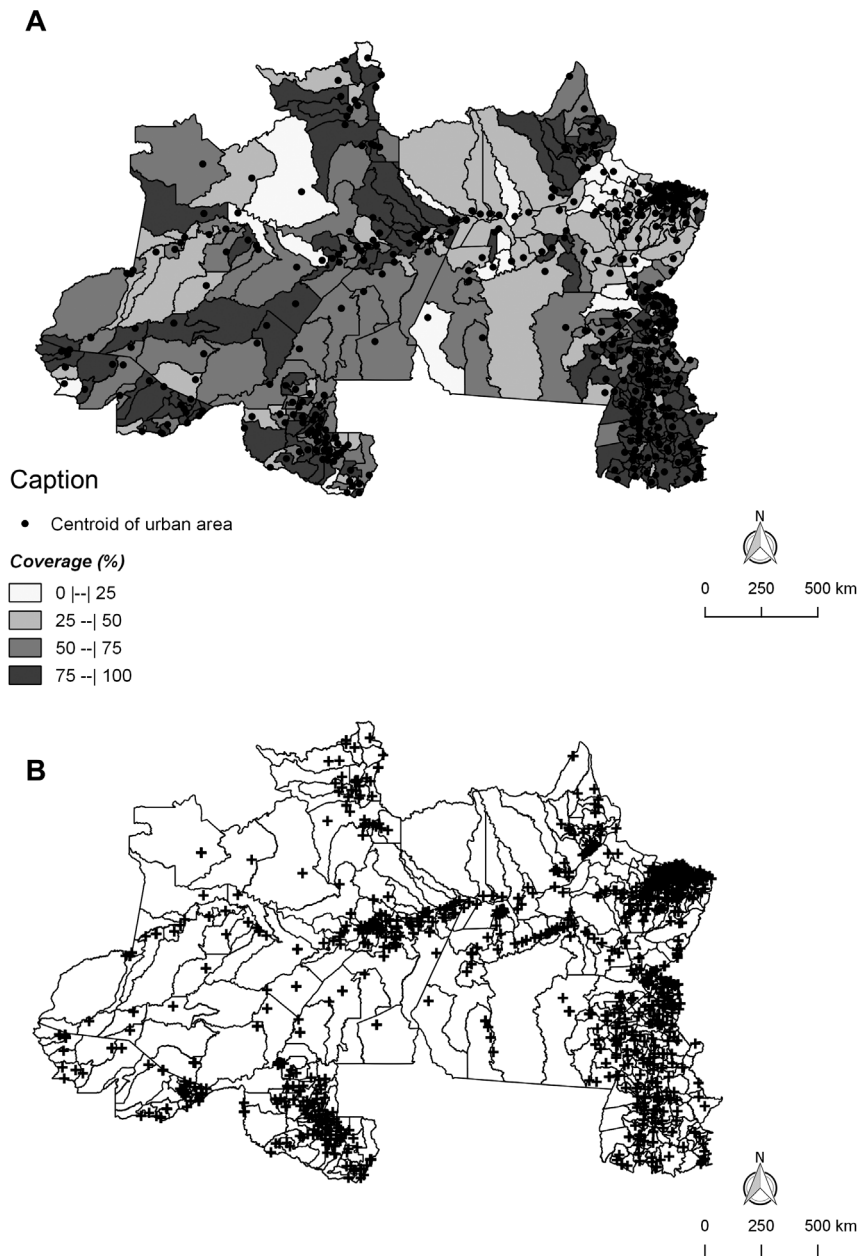 A
Caption
Centroid of urban area
Coverage (%)
0 |--| 25
25 --| 50
50 --| 75
75 --| 100
N
0 250 500 km
B
N
0 250 500 km